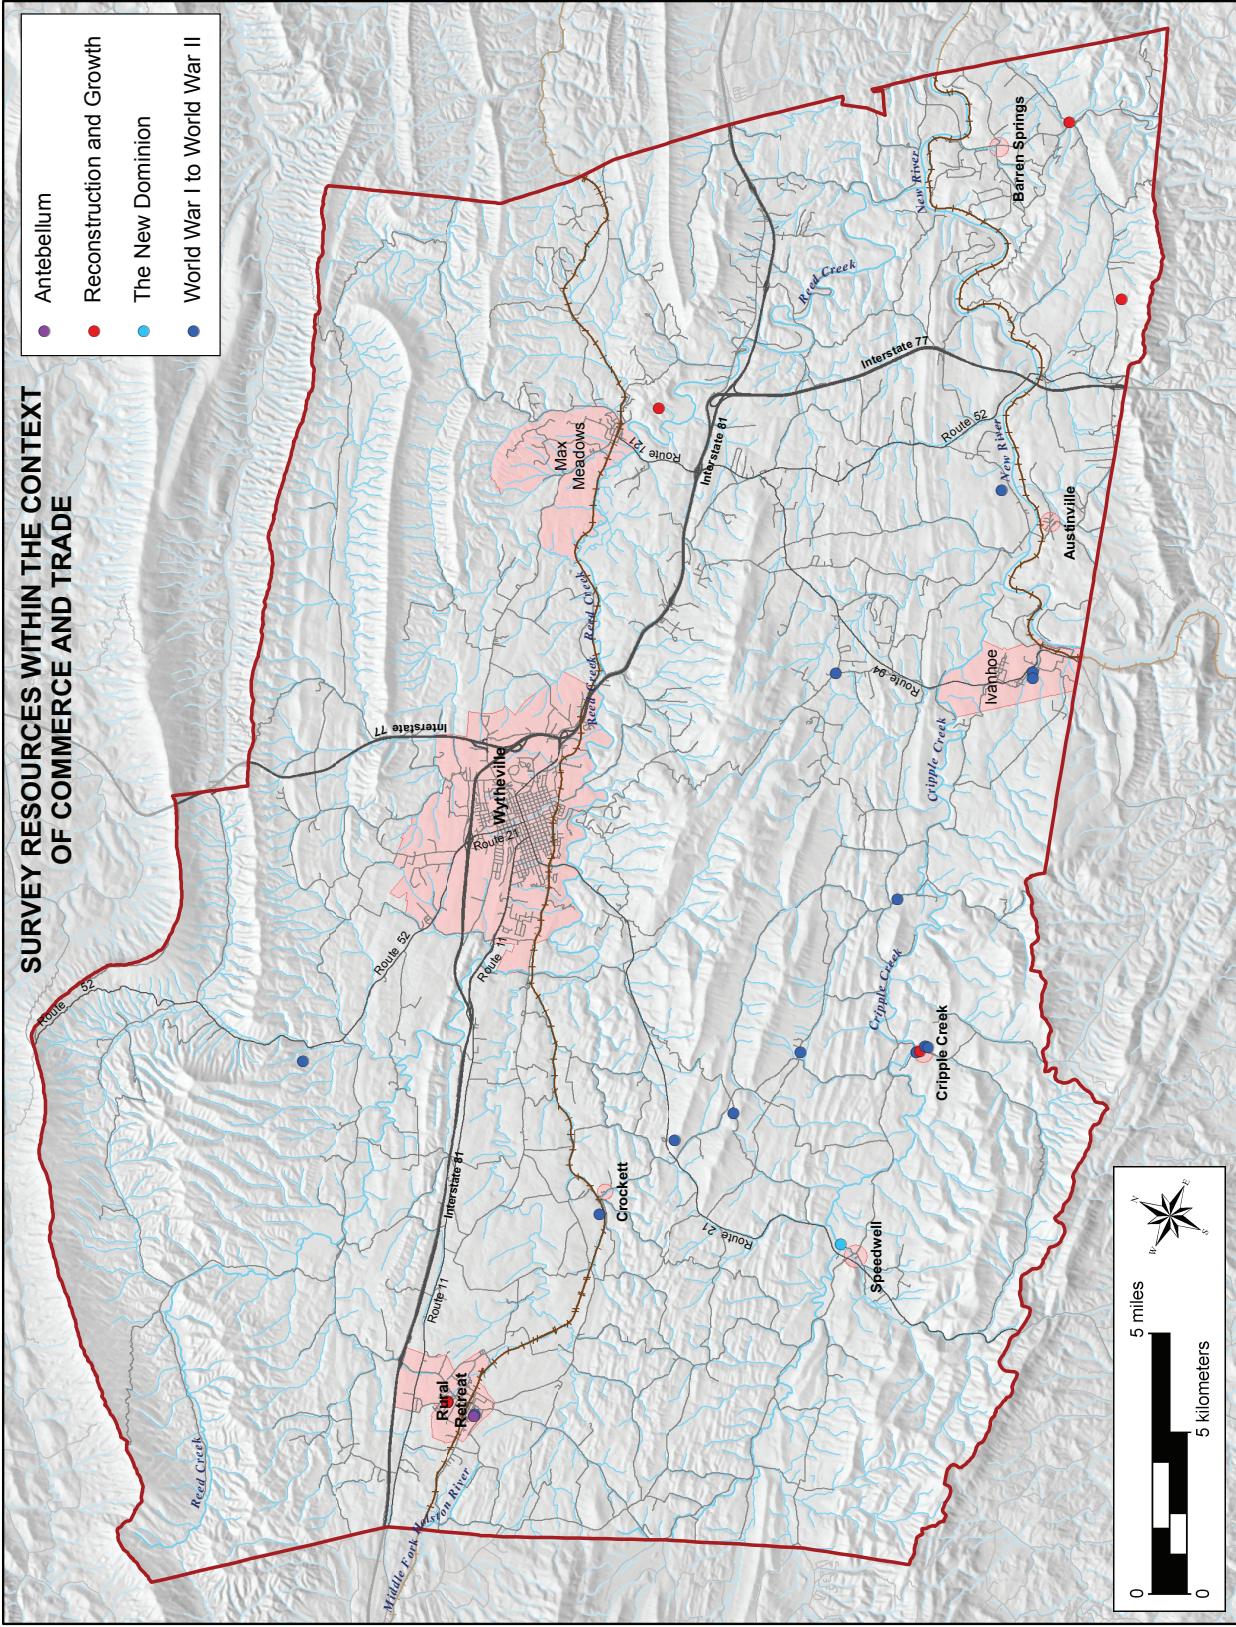 SURVEY RESOURCES WITHIN THE CONTEXT
OF COMMERCE AND TRADE
Antebellum
Reconstruction and Growth
The New Dominion
World War I to World War II
Route 52
Route 52
Interstate 77
Wytheville
Route 21
Route 11
Interstate 81
Route 11
Reed Creek
Rural
Retreat
Middle Fork Holston River
Crockett
Route 21
Speedwell
Cripple Creek
Cripple Creek
Cripple Creek
Reed Creek
Reed Creek
Max
Meadows
Route 121
Interstate 81
Interstate 77
Reed Creek
New River
Barren Springs
Route 52
New River
Austinville
Route 94
Ivanhoe
N
E
S
W
0
5 miles
0
5 kilometers